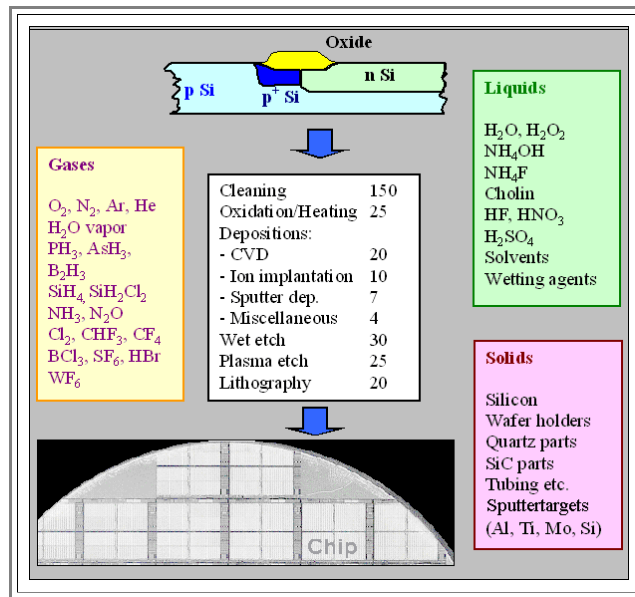 Oxide
p Si
p⁺ Si
n Si
Gases
O₂, N₂, Ar, He
H₂O vapor
PH₃, AsH₃,
B₂H₃
SiH₄, SiH₂Cl₂
NH₃, N₂O
Cl₂, CHF₃, CF₄
BCl₃, SF₆, HBr
WF₆
Cleaning 150
Oxidation/Heating 25
Depositions:
- CVD 20
- Ion implantation 10
- Sputter dep. 7
- Miscellaneous 4
Wet etch 30
Plasma etch 25
Lithography 20
Liquids
H₂O, H₂O₂
NH₄OH
NH₄F
Cholin
HF, HNO₃
H₂SO₄
Solvents
Wetting agents
Solids
Silicon
Wafer holders
Quartz parts
SiC parts
Tubing etc.
Sputtertargets
(Al, Ti, Mo, Si)
Chip